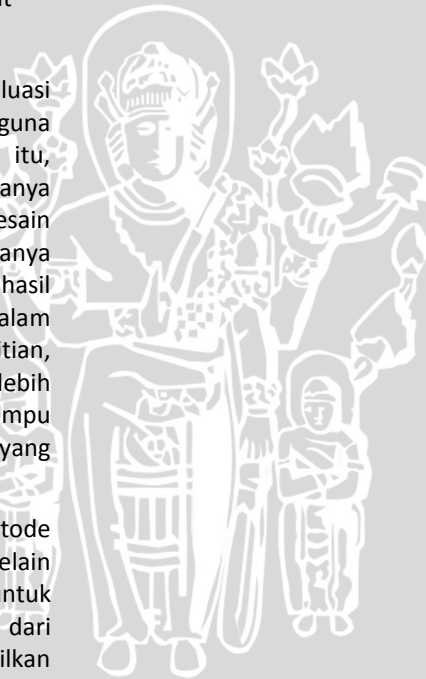 luasi
guna
itu,
anya
esain
anya
hasil
alam
itian,
lebih
mpu
yang
tode
elain
ntuk
dari
ilkan